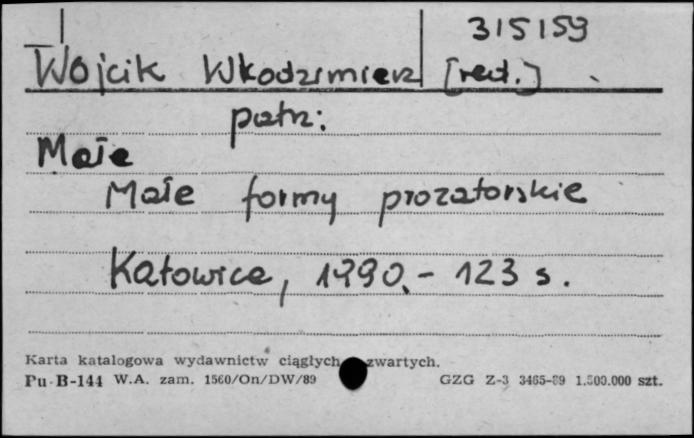 315159
Wojcik Włodzimierz [red.]
patrz:
Małe
Małe formy prozatorskie
Katowice, 1990.- 123 s.
Karta katalogowa wydawnictw ciągłych zwartych.
Pu-B-144 W.A. zam. 1560/On/DW/89 GZG Z-3 3465-89 1.500.000 szt.